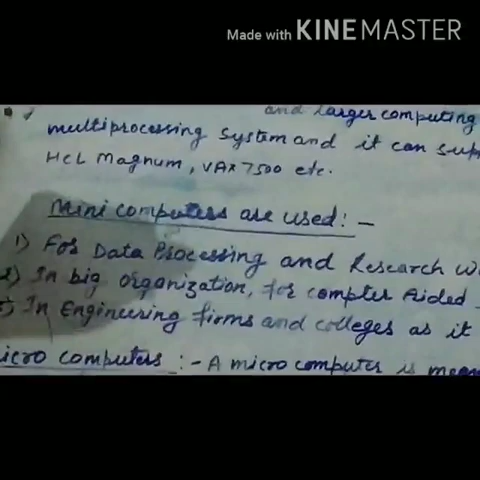 Made with KINEMASTER
and larger computing
multiprocessing system and it can sup
HCL Magnum, VAX 7500 etc.
Mini computers are used: -
1) For Data Processing and Research w
2) In big organization, for compter Aided
3) In Engineering firms and colleges as it
icro computers : - A micro computer is mean